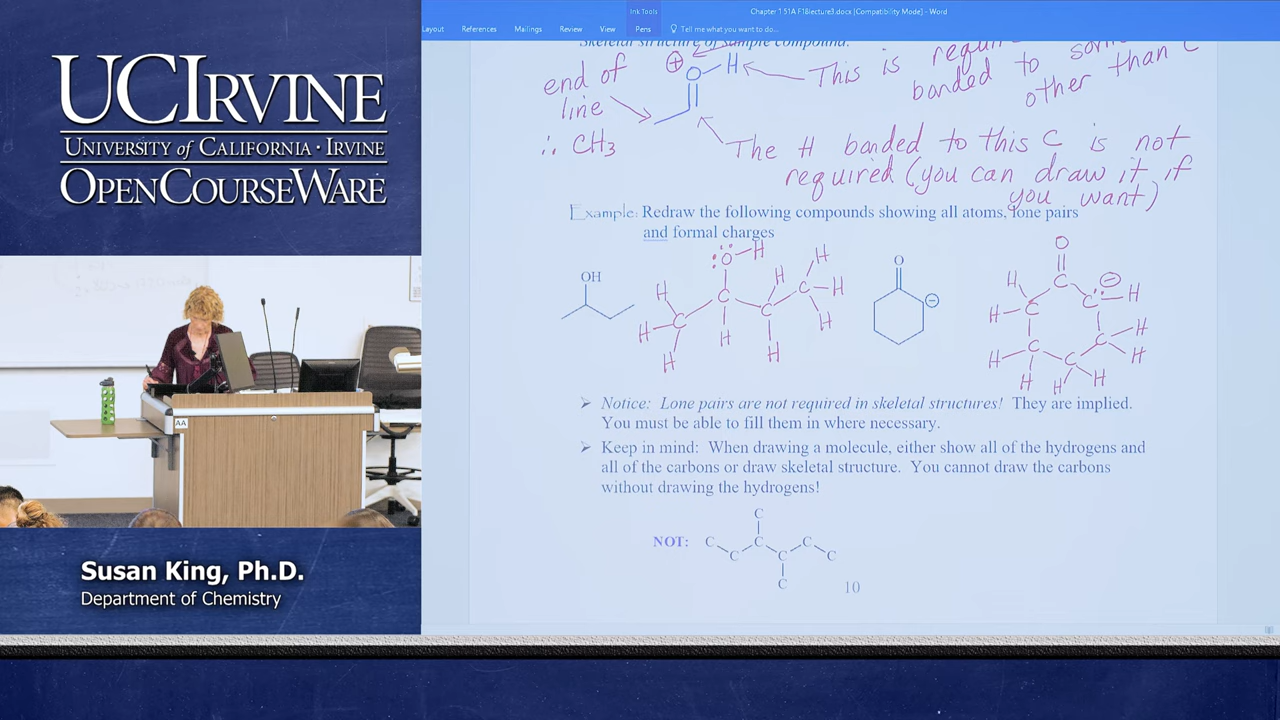 UCIRVINE
UNIVERSITY of CALIFORNIA · IRVINE
OPENCOURSEWARE
AA
Susan King, Ph.D.
Department of Chemistry
Ink Tools
Chapter 1 51A F18lecture3.docx [Compatibility Mode] - Word
Layout References Mailings Review View Pens Tell me what you want to do...
Skeletal structure of sample compound:
end of
line
∴ CH3
⊕
O H
This is
bonded to
other than C
The H bonded to this C is not
required (you can draw it if
you want)
Example: Redraw the following compounds showing all atoms, lone pairs
and formal charges
OH
O H
H H H
H C C C C H
H H H H
O
⊖
O
C
H C C ⊖ H
H C C H
H C H
H H H
➢ Notice: Lone pairs are not required in skeletal structures! They are implied.
You must be able to fill them in where necessary.
➢ Keep in mind: When drawing a molecule, either show all of the hydrogens and
all of the carbons or draw skeletal structure. You cannot draw the carbons
without drawing the hydrogens!
C
NOT: C C C C
C C C
C
10